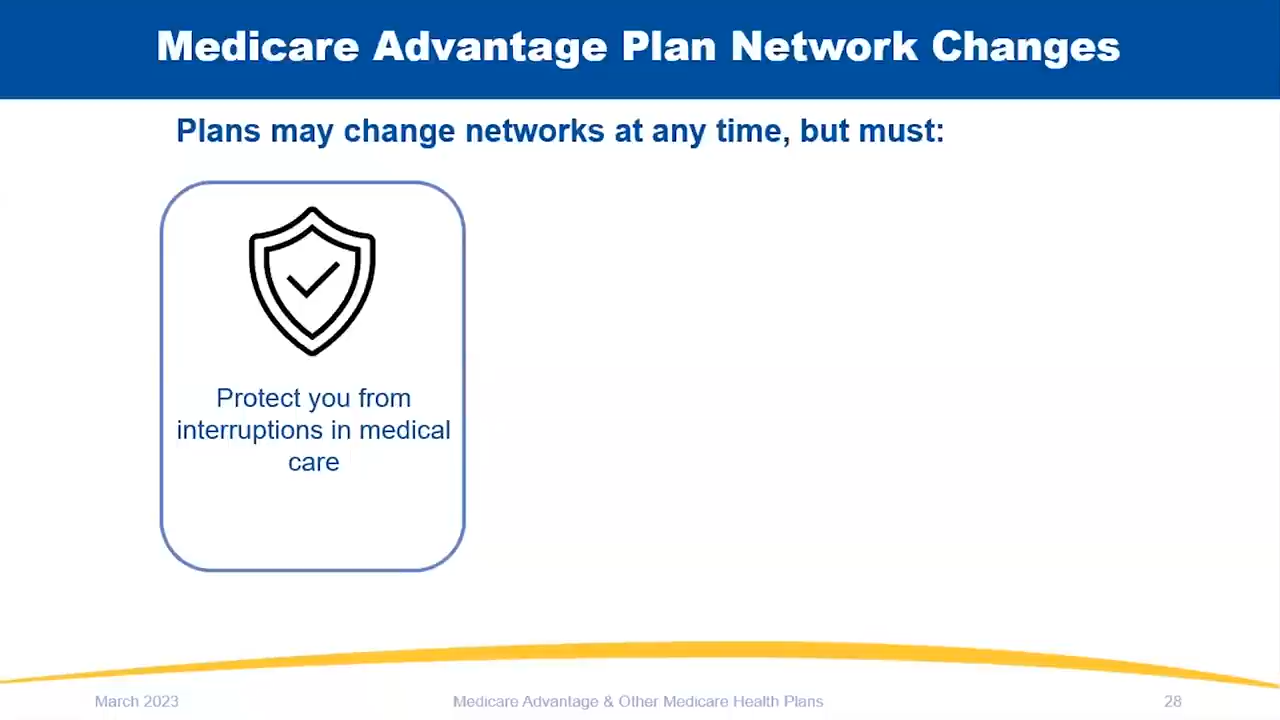 Medicare Advantage Plan Network Changes
Plans may change networks at any time, but must:
Protect you from
interruptions in medical
care
March 2023
Medicare Advantage & Other Medicare Health Plans
28